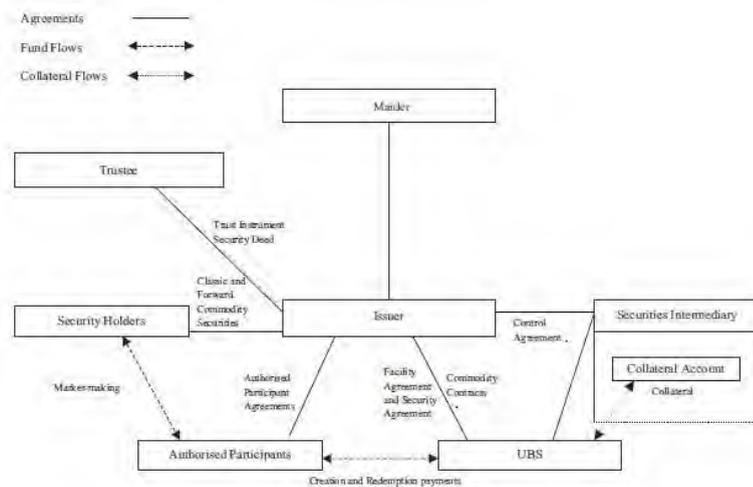 Agreements
Fund Flows
Collateral Flows
Trustee
Trust Instrument
Security Deed
Classic and
Forward
Commodity
Securities
Security Holders
Issuer
Securities Intermediary
Control
Agreement
Collateral Account
Collateral
Market-making
Authorised
Participant
Agreements
Facility
Agreement
and Security
Agreement
Commodity
Contracts
Authorised Participants
UBS
Creation and Redemption payments